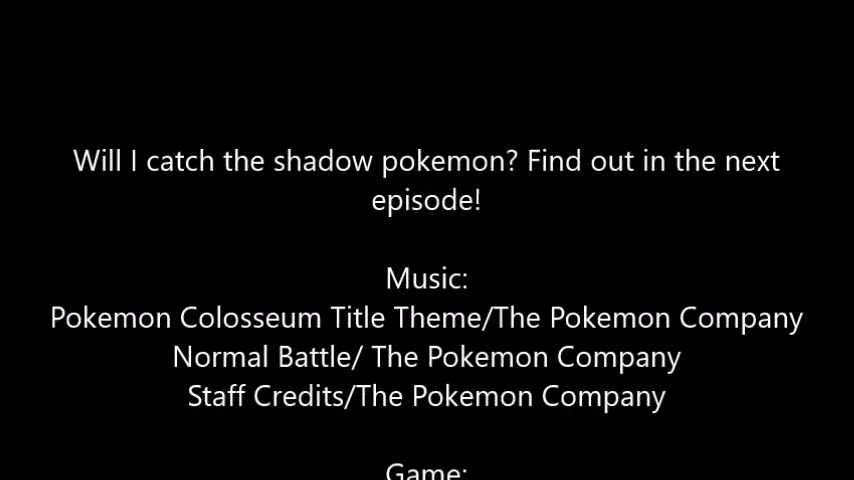 Will I catch the shadow pokemon? Find out in the next
episode!
Music:
Pokemon Colosseum Title Theme/The Pokemon Company
Normal Battle/ The Pokemon Company
Staff Credits/The Pokemon Company
Game: